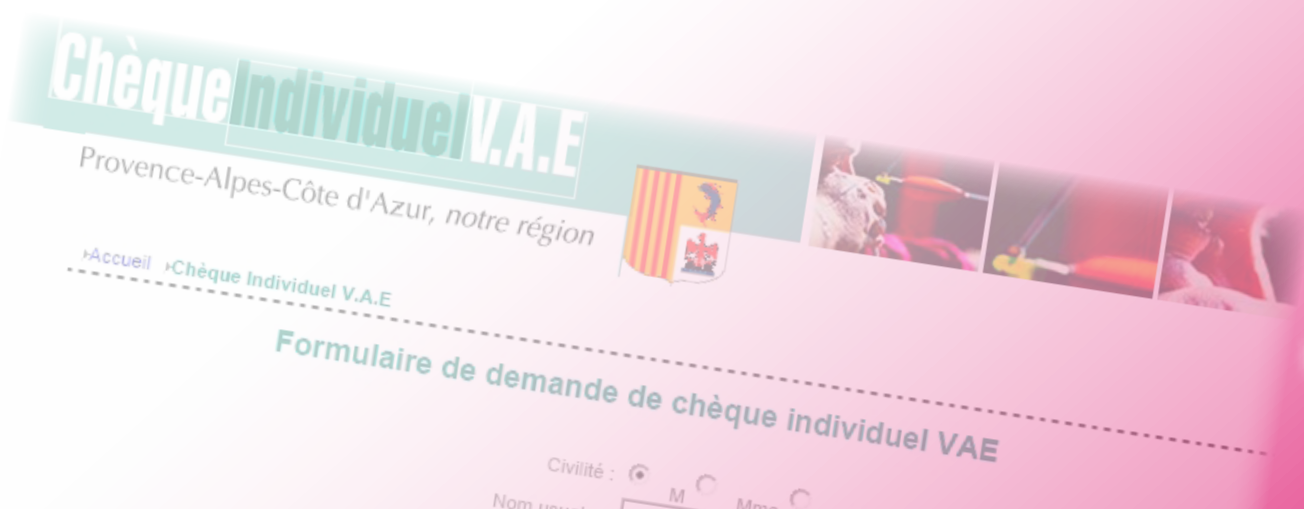 Chèque Individuel V.A.E
Provence-Alpes-Côte d'Azur, notre région
Accueil Chèque Individuel V.A.E
Formulaire de demande de chèque individuel VAE
Civilité : M
Nom